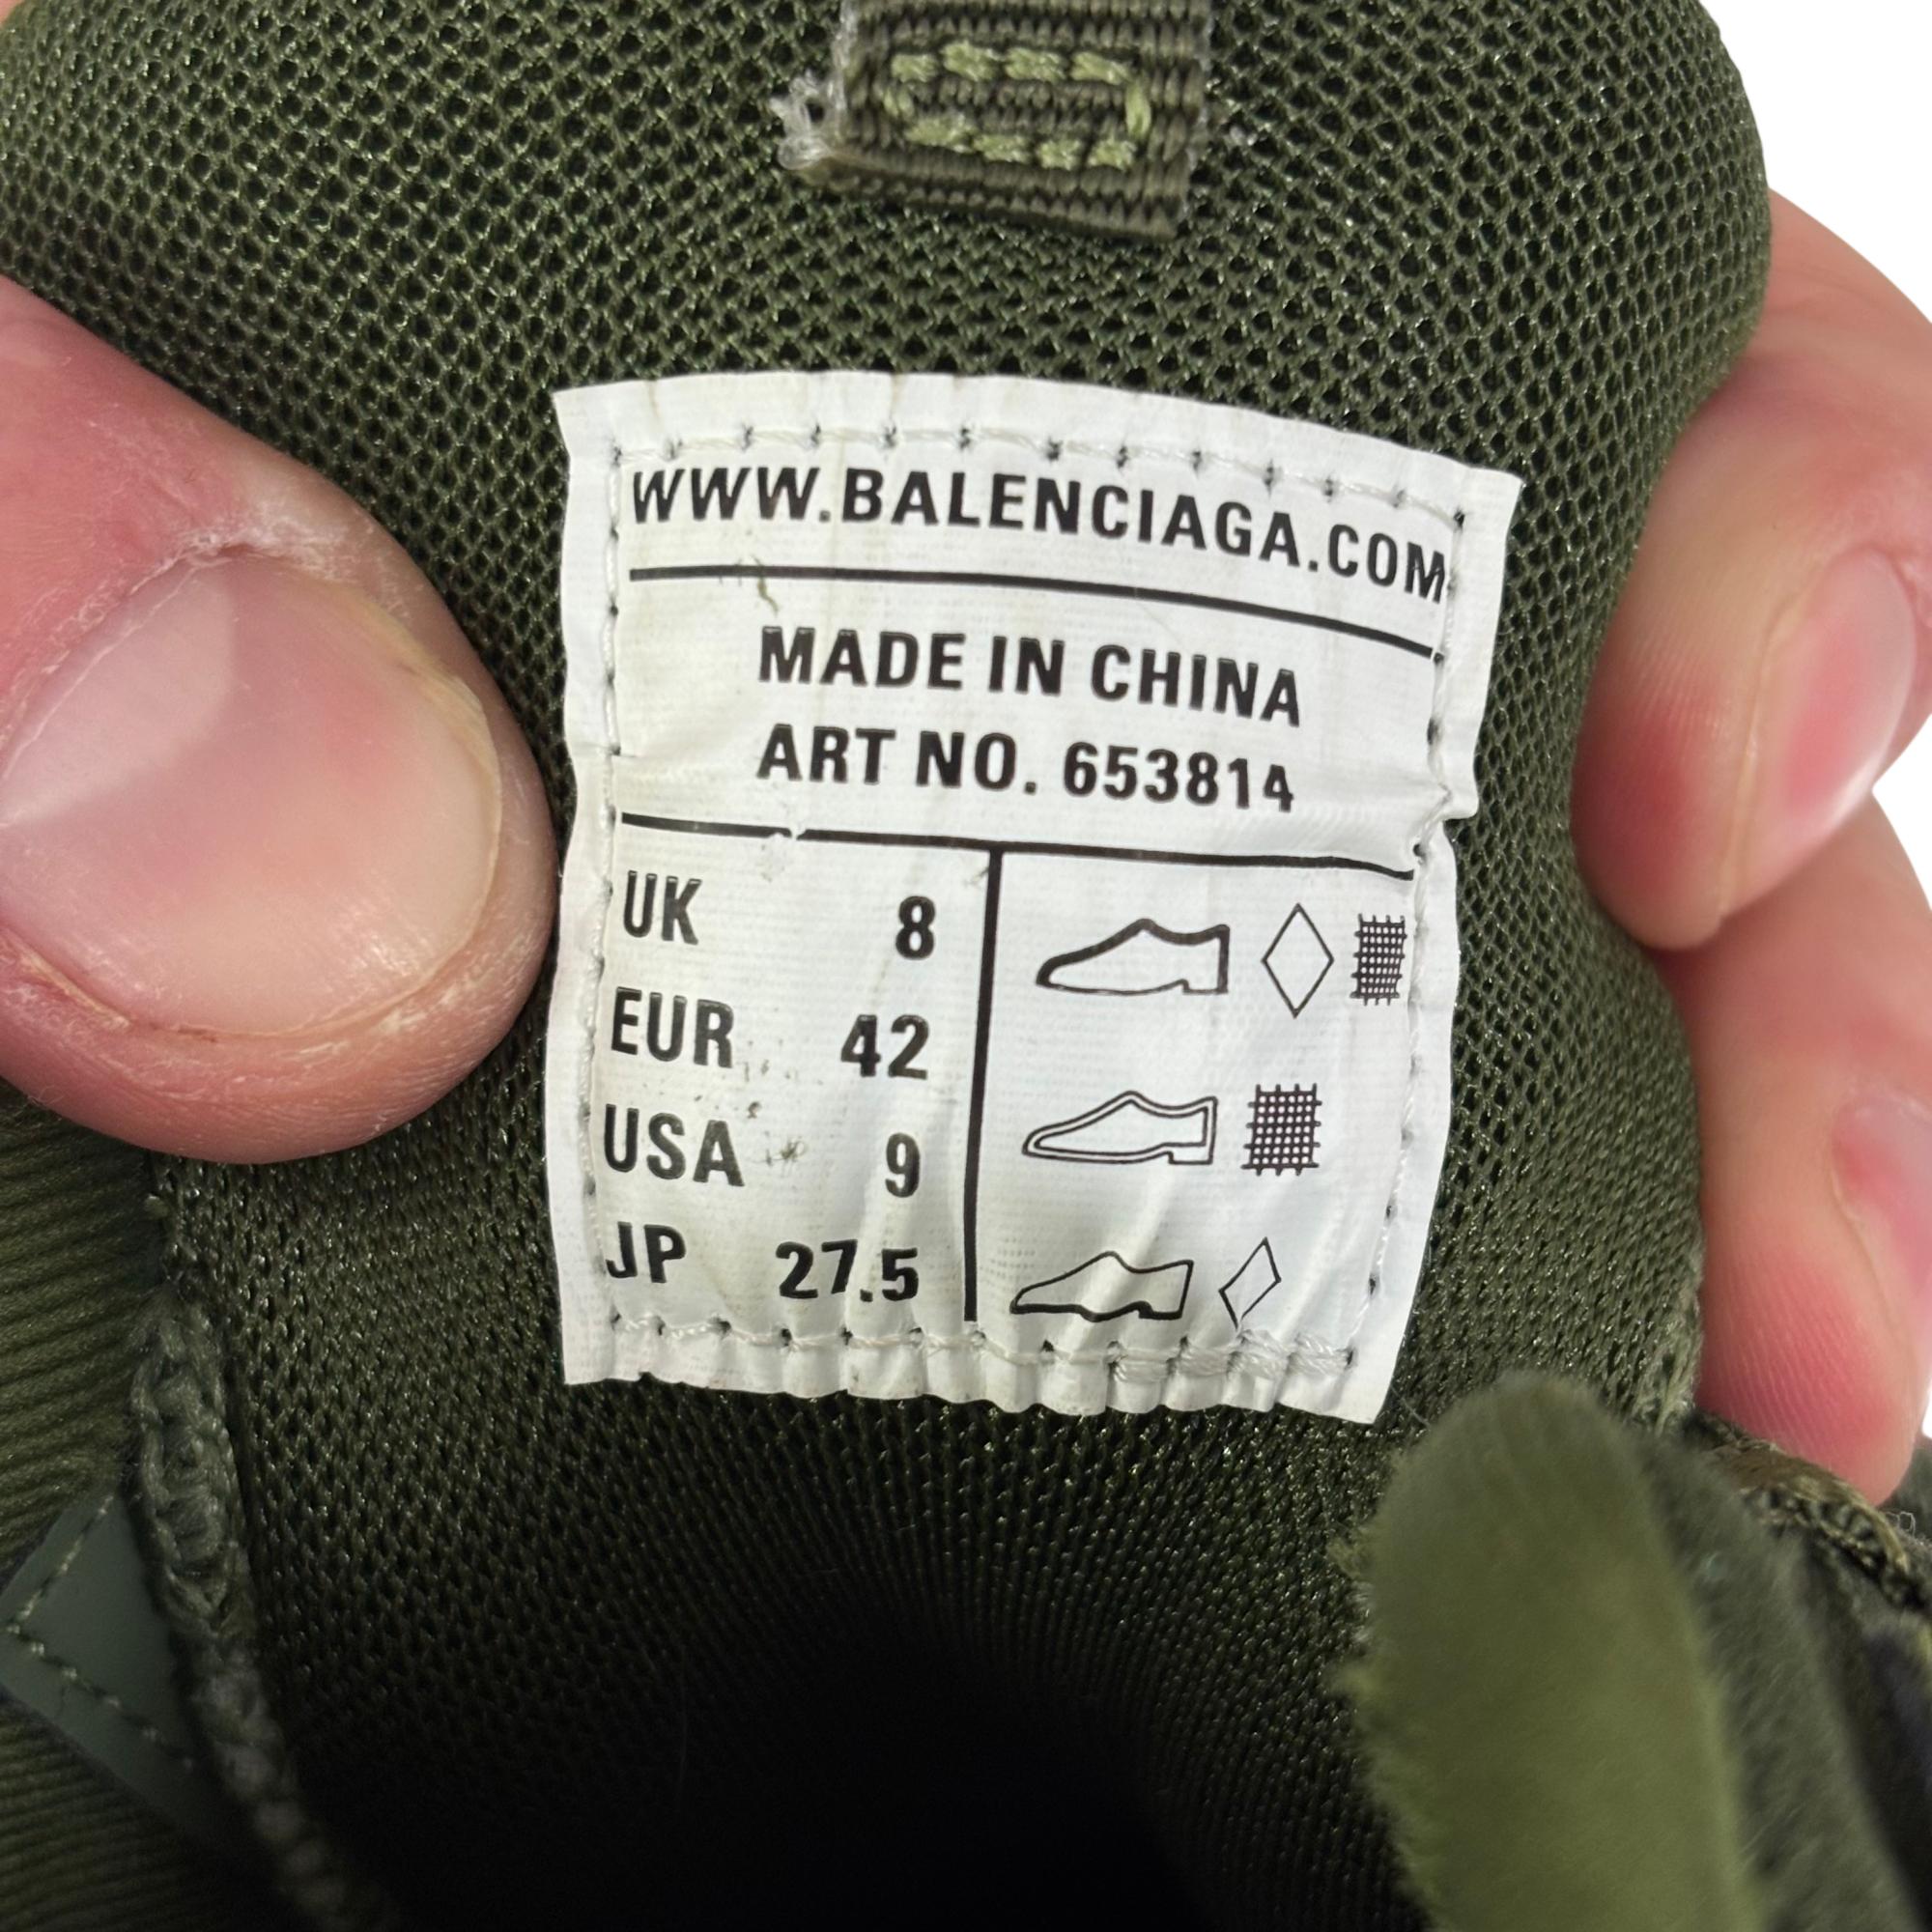 WWW.BALENCIAGA.COM
MADE IN CHINA
ART NO. 653814
UK 8
EUR 42
USA 9
JP 27.5